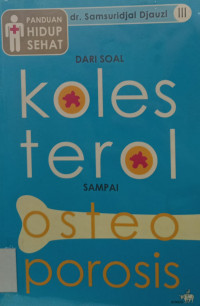 PANDUAN
HIDUP
SEHAT
dr. Samsuridjal Djauzi
III
DARI SOAL
koles
terol
SAMPAI
osteo
porosis